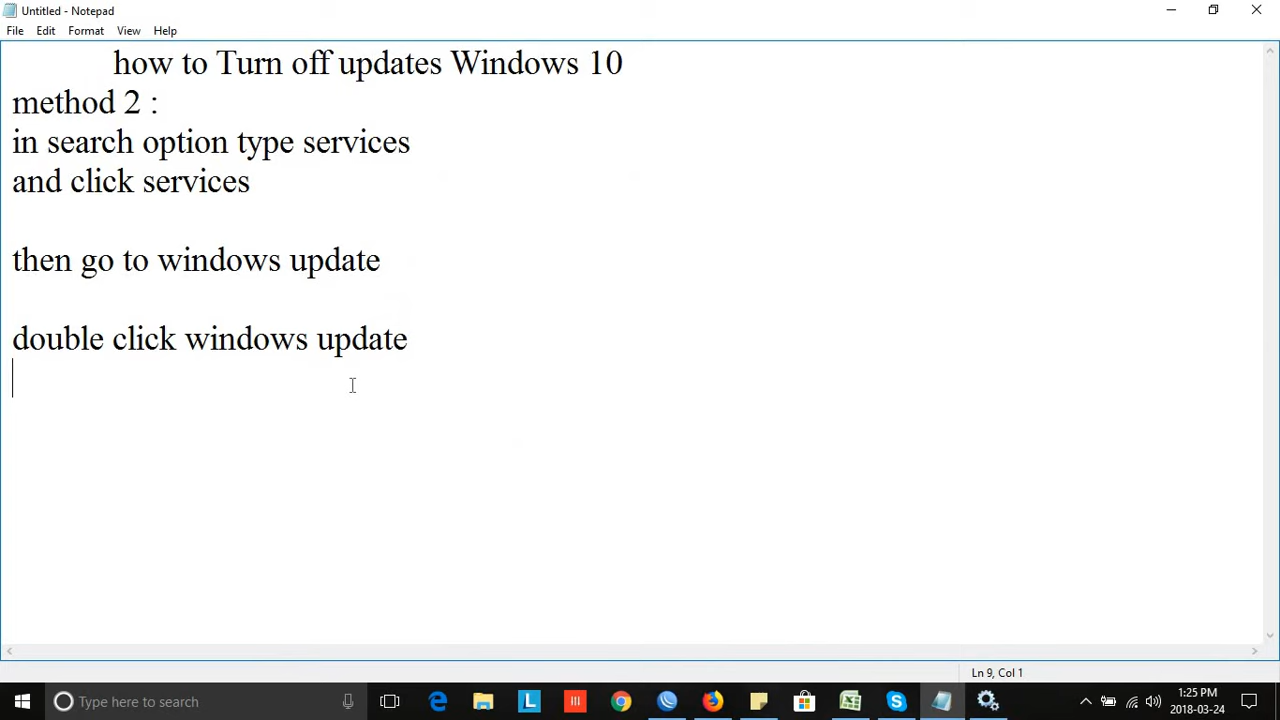 Untitled - Notepad
File Edit Format View Help
how to Turn off updates Windows 10
method 2 :
in search option type services
and click services
then go to windows update
double click windows update
Ln 9, Col 1
Type here to search
L
1:25 PM
2018-03-24